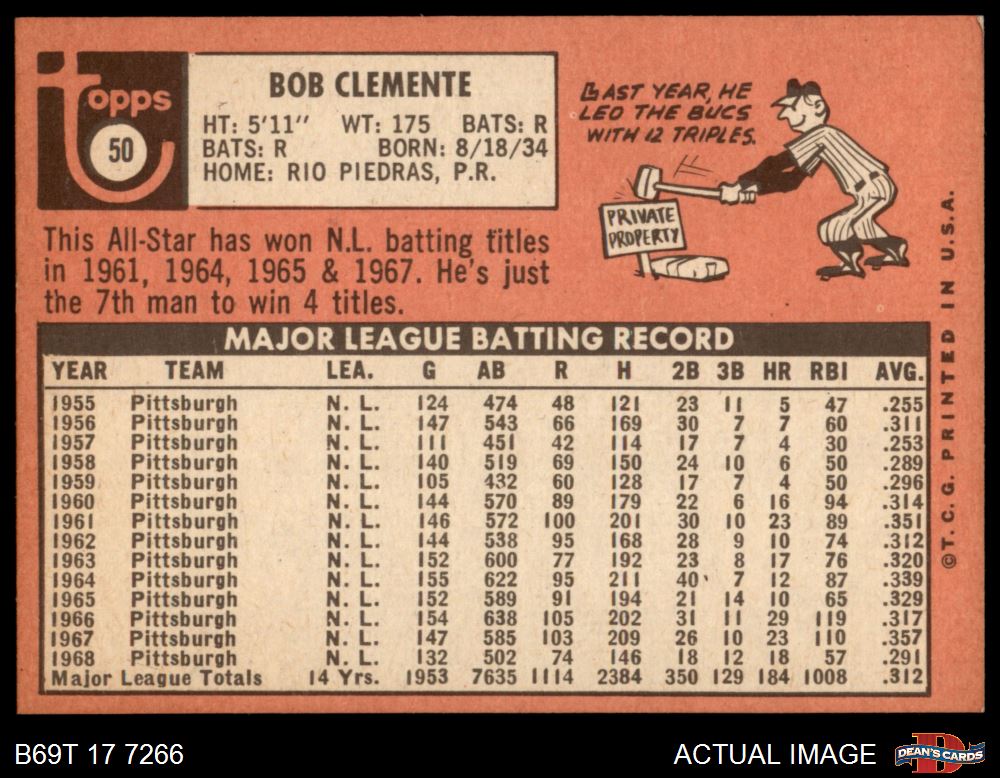 topps
50
BOB CLEMENTE
HT: 5'11" WT: 175 BATS: R
BATS: R BORN: 8/18/34
HOME: RIO PIEDRAS, P.R.
LAST YEAR, HE
LED THE BUCS
WITH 12 TRIPLES.
PRIVATE
PROPERTY
This All-Star has won N.L. batting titles
in 1961, 1964, 1965 & 1967. He's just
the 7th man to win 4 titles.
MAJOR LEAGUE BATTING RECORD
YEAR TEAM LEA. G AB R H 2B 3B HR RBI AVG.
1955 Pittsburgh N. L. 124 474 48 121 23 11 5 47 .255
1956 Pittsburgh N. L. 147 543 66 169 30 7 7 60 .311
1957 Pittsburgh N. L. 111 451 42 114 17 7 4 30 .253
1958 Pittsburgh N. L. 140 519 69 150 24 10 6 50 .289
1959 Pittsburgh N. L. 105 432 60 128 17 7 4 50 .296
1960 Pittsburgh N. L. 144 570 89 179 22 6 16 94 .314
1961 Pittsburgh N. L. 146 572 100 201 30 10 23 89 .351
1962 Pittsburgh N. L. 144 538 95 168 28 9 10 74 .312
1963 Pittsburgh N. L. 152 600 77 192 23 8 17 76 .320
1964 Pittsburgh N. L. 155 622 95 211 40 7 12 87 .339
1965 Pittsburgh N. L. 152 589 91 194 21 14 10 65 .329
1966 Pittsburgh N. L. 154 638 105 202 31 11 29 119 .317
1967 Pittsburgh N. L. 147 585 103 209 26 10 23 110 .357
1968 Pittsburgh N. L. 132 502 74 146 18 12 18 57 .291
Major League Totals 14 Yrs. 1953 7635 1114 2384 350 129 184 1008 .312
©T. C. G. PRINTED IN U.S.A.
B69T 17 7266
ACTUAL IMAGE
DEAN'S CARDS